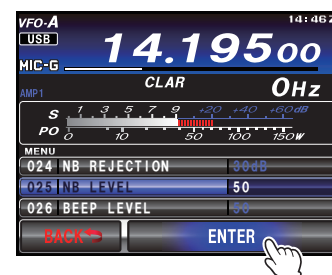 VFO-A 14:46
USB
14.19500
MIC-G
CLAR 0Hz
AMP1
S 1 3 5 7 9 +20 +40 +60dB
PO 0 10 50 100 150W
MENU
024 NB REJECTION 30dB
025 NB LEVEL 50
026 BEEP LEVEL 50
BACK ENTER